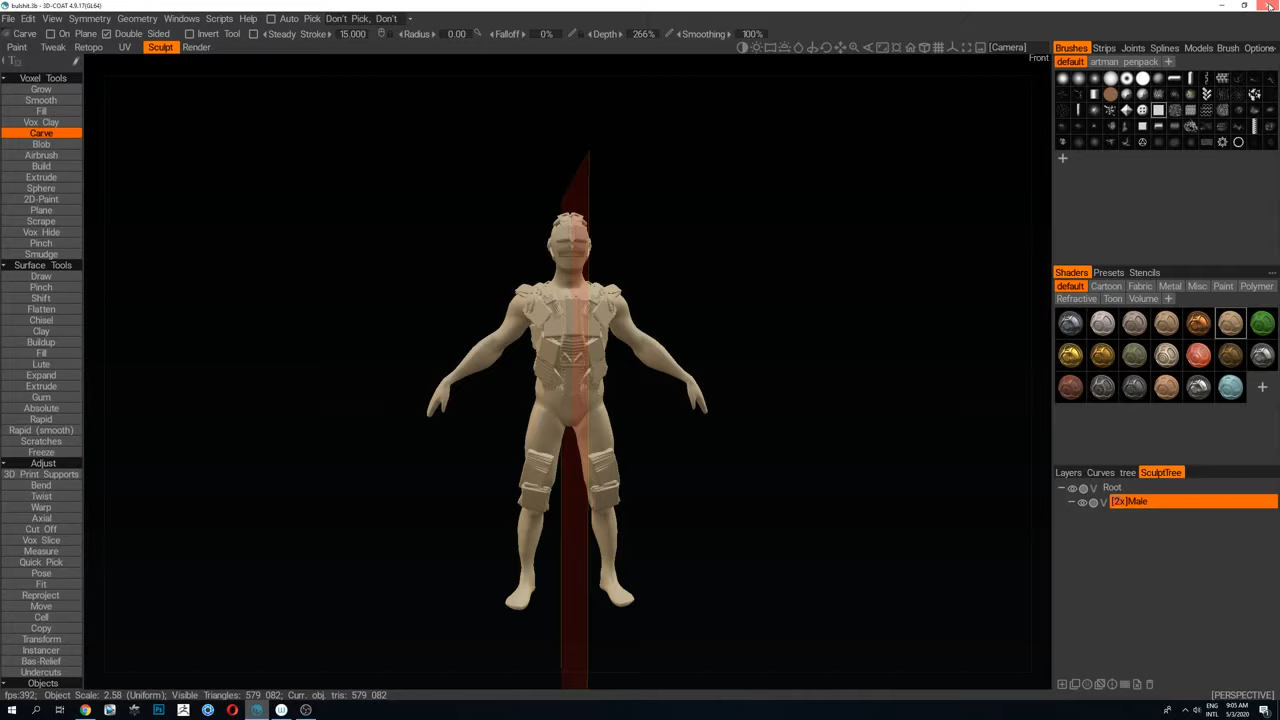 bulshit.3b - 3D-COAT 4.9.17(GL64)
File Edit View Symmetry Geometry Windows Scripts Help Auto Pick Don't Pick, Don't
Carve On Plane Double Sided Invert Tool Steady Stroke 15.000 Radius 0.00 Falloff 0% Depth 266% Smoothing 100%
Paint Tweak Retopo UV Sculpt Render [Camera]
Front
Voxel Tools
Grow
Smooth
Fill
Vox Clay
Carve
Blob
Airbrush
Build
Extrude
Sphere
2D-Paint
Plane
Scrape
Vox Hide
Pinch
Smudge
Surface Tools
Draw
Pinch
Shift
Flatten
Chisel
Clay
Buildup
Fill
Lute
Expand
Extrude
Gum
Absolute
Rapid
Rapid (smooth)
Scratches
Freeze
Adjust
3D Print Supports
Bend
Twist
Warp
Axial
Cut Off
Vox Slice
Measure
Quick Pick
Pose
Fit
Reproject
Move
Cell
Copy
Transform
Instancer
Bas-Relief
Undercuts
Objects
Brushes Strips Joints Splines Models Brush Options
default artman penpack +
Shaders Presets Stencils
default Cartoon Fabric Metal Misc Paint Polymer
Refractive Toon Volume +
Layers Curves tree SculptTree
V Root
V [2x]Male
fps:392, Object Scale: 2.58 (Uniform); Visible Triangles: 579 082; Curr. obj. tris: 579 082
[PERSPECTIVE]
ENG
INTL
9:05 AM
5/3/2020